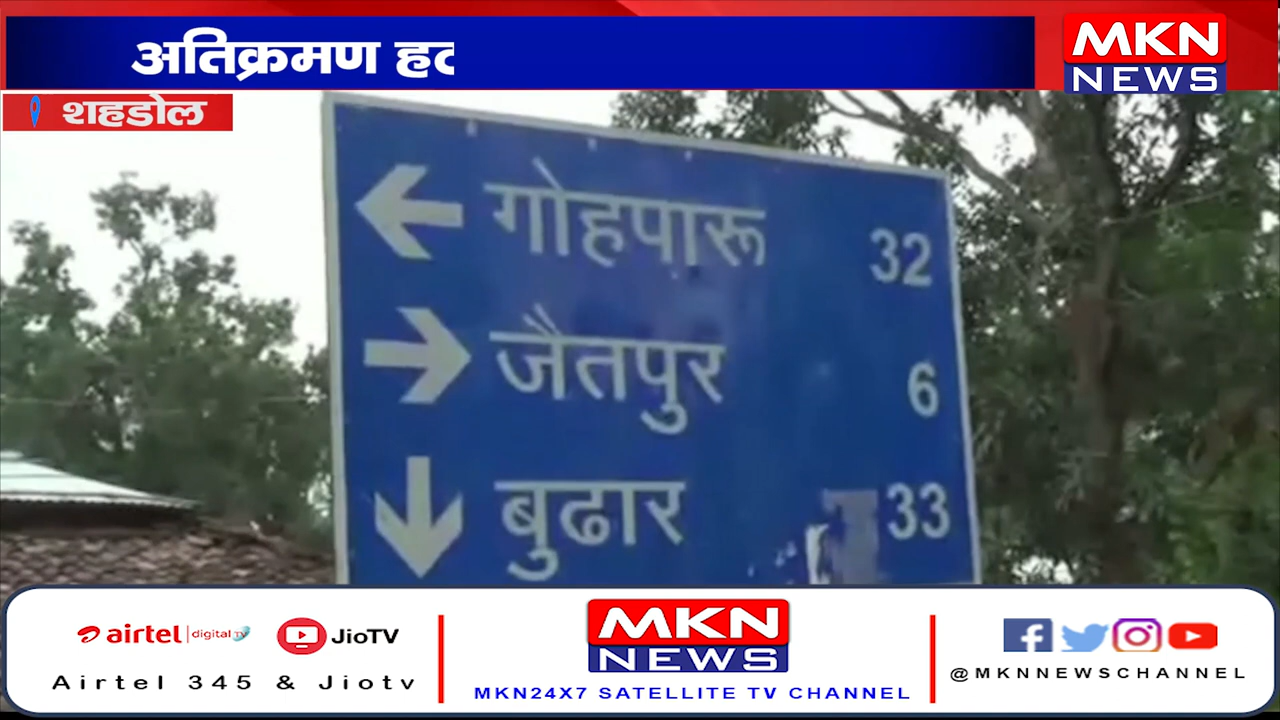 अतिक्रमण
MKN
NEWS
शहडोल
गोहपारू 32
जैतपुर 6
बुढार 33
airtel digital TV
JioTV
Airtel 345 & Jiotv
MKN
NEWS
MKN24X7 SATELLITE TV CHANNEL
@MKNNEWSCHANNEL